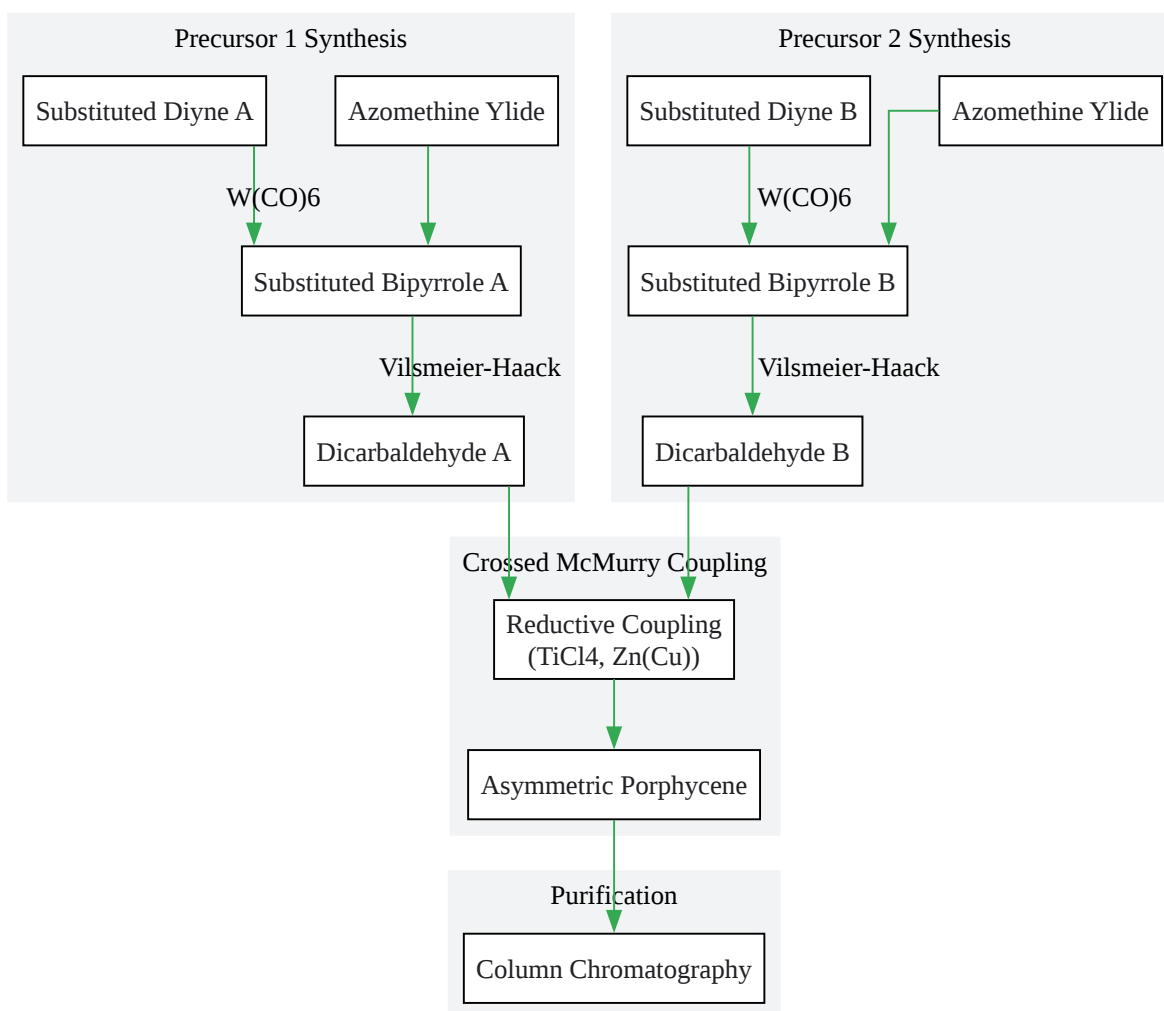 Precursor 1 Synthesis
Precursor 2 Synthesis
Substituted Diyne A
Azomethine Ylide
Substituted Diyne B
Azomethine Ylide
W(CO)6
W(CO)6
Substituted Bipyrrole A
Substituted Bipyrrole B
Vilsmeier-Haack
Vilsmeier-Haack
Dicarbaldehyde A
Dicarbaldehyde B
Crossed McMurry Coupling
Reductive Coupling
(TiCl4, Zn(Cu))
Asymmetric Porphycene
Purification
Column Chromatography